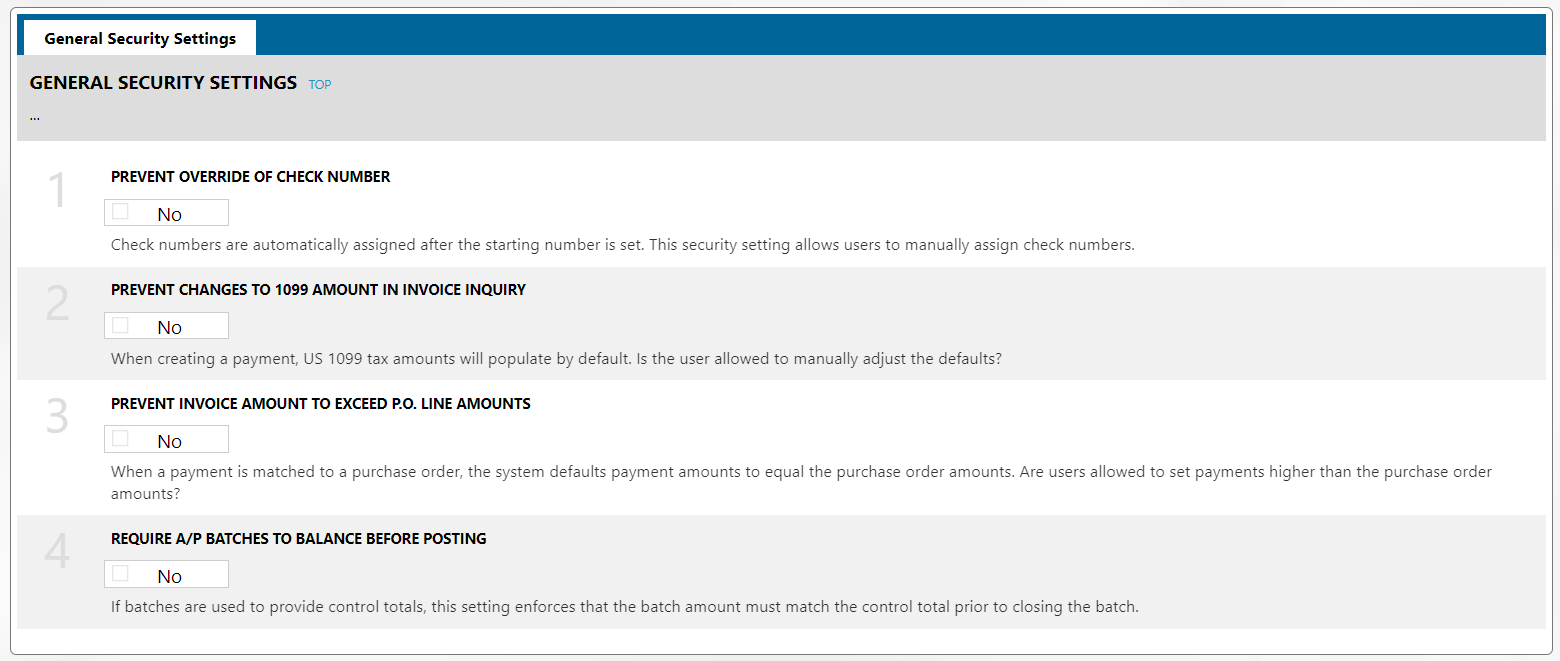 General Security Settings
GENERAL SECURITY SETTINGS TOP
...
1 PREVENT OVERRIDE OF CHECK NUMBER
No
Check numbers are automatically assigned after the starting number is set. This security setting allows users to manually assign check numbers.
2 PREVENT CHANGES TO 1099 AMOUNT IN INVOICE INQUIRY
No
When creating a payment, US 1099 tax amounts will populate by default. Is the user allowed to manually adjust the defaults?
3 PREVENT INVOICE AMOUNT TO EXCEED P.O. LINE AMOUNTS
No
When a payment is matched to a purchase order, the system defaults payment amounts to equal the purchase order amounts. Are users allowed to set payments higher than the purchase order
amounts?
4 REQUIRE A/P BATCHES TO BALANCE BEFORE POSTING
No
If batches are used to provide control totals, this setting enforces that the batch amount must match the control total prior to closing the batch.